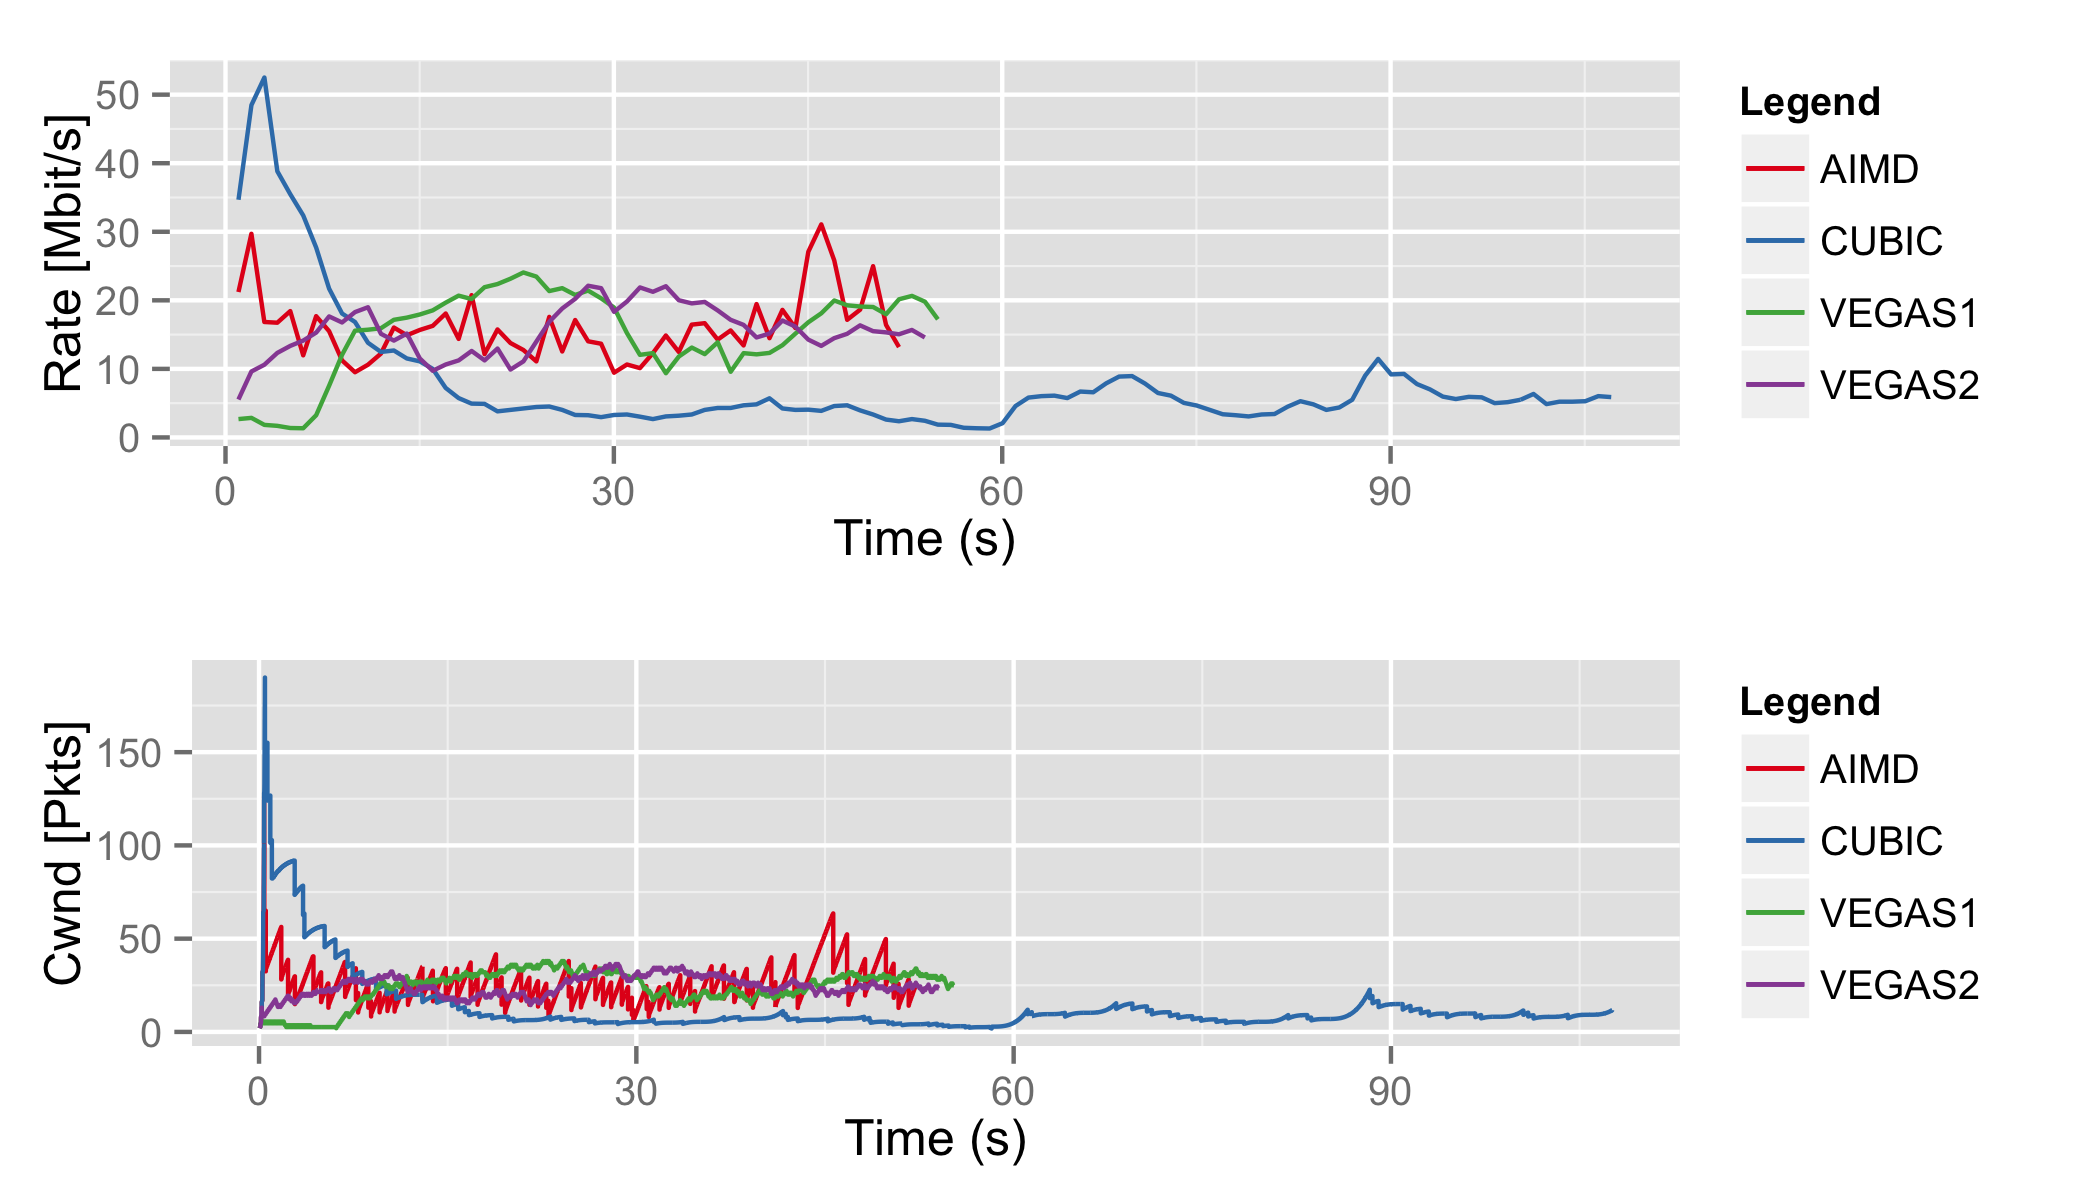 Rate [Mbit/s]
50
40
30
20
10
0
0 30 60 90
Time (s)
Legend
AIMD
CUBIC
VEGAS1
VEGAS2
Cwnd [Pkts]
150
100
50
0
0 30 60 90
Time (s)
Legend
AIMD
CUBIC
VEGAS1
VEGAS2